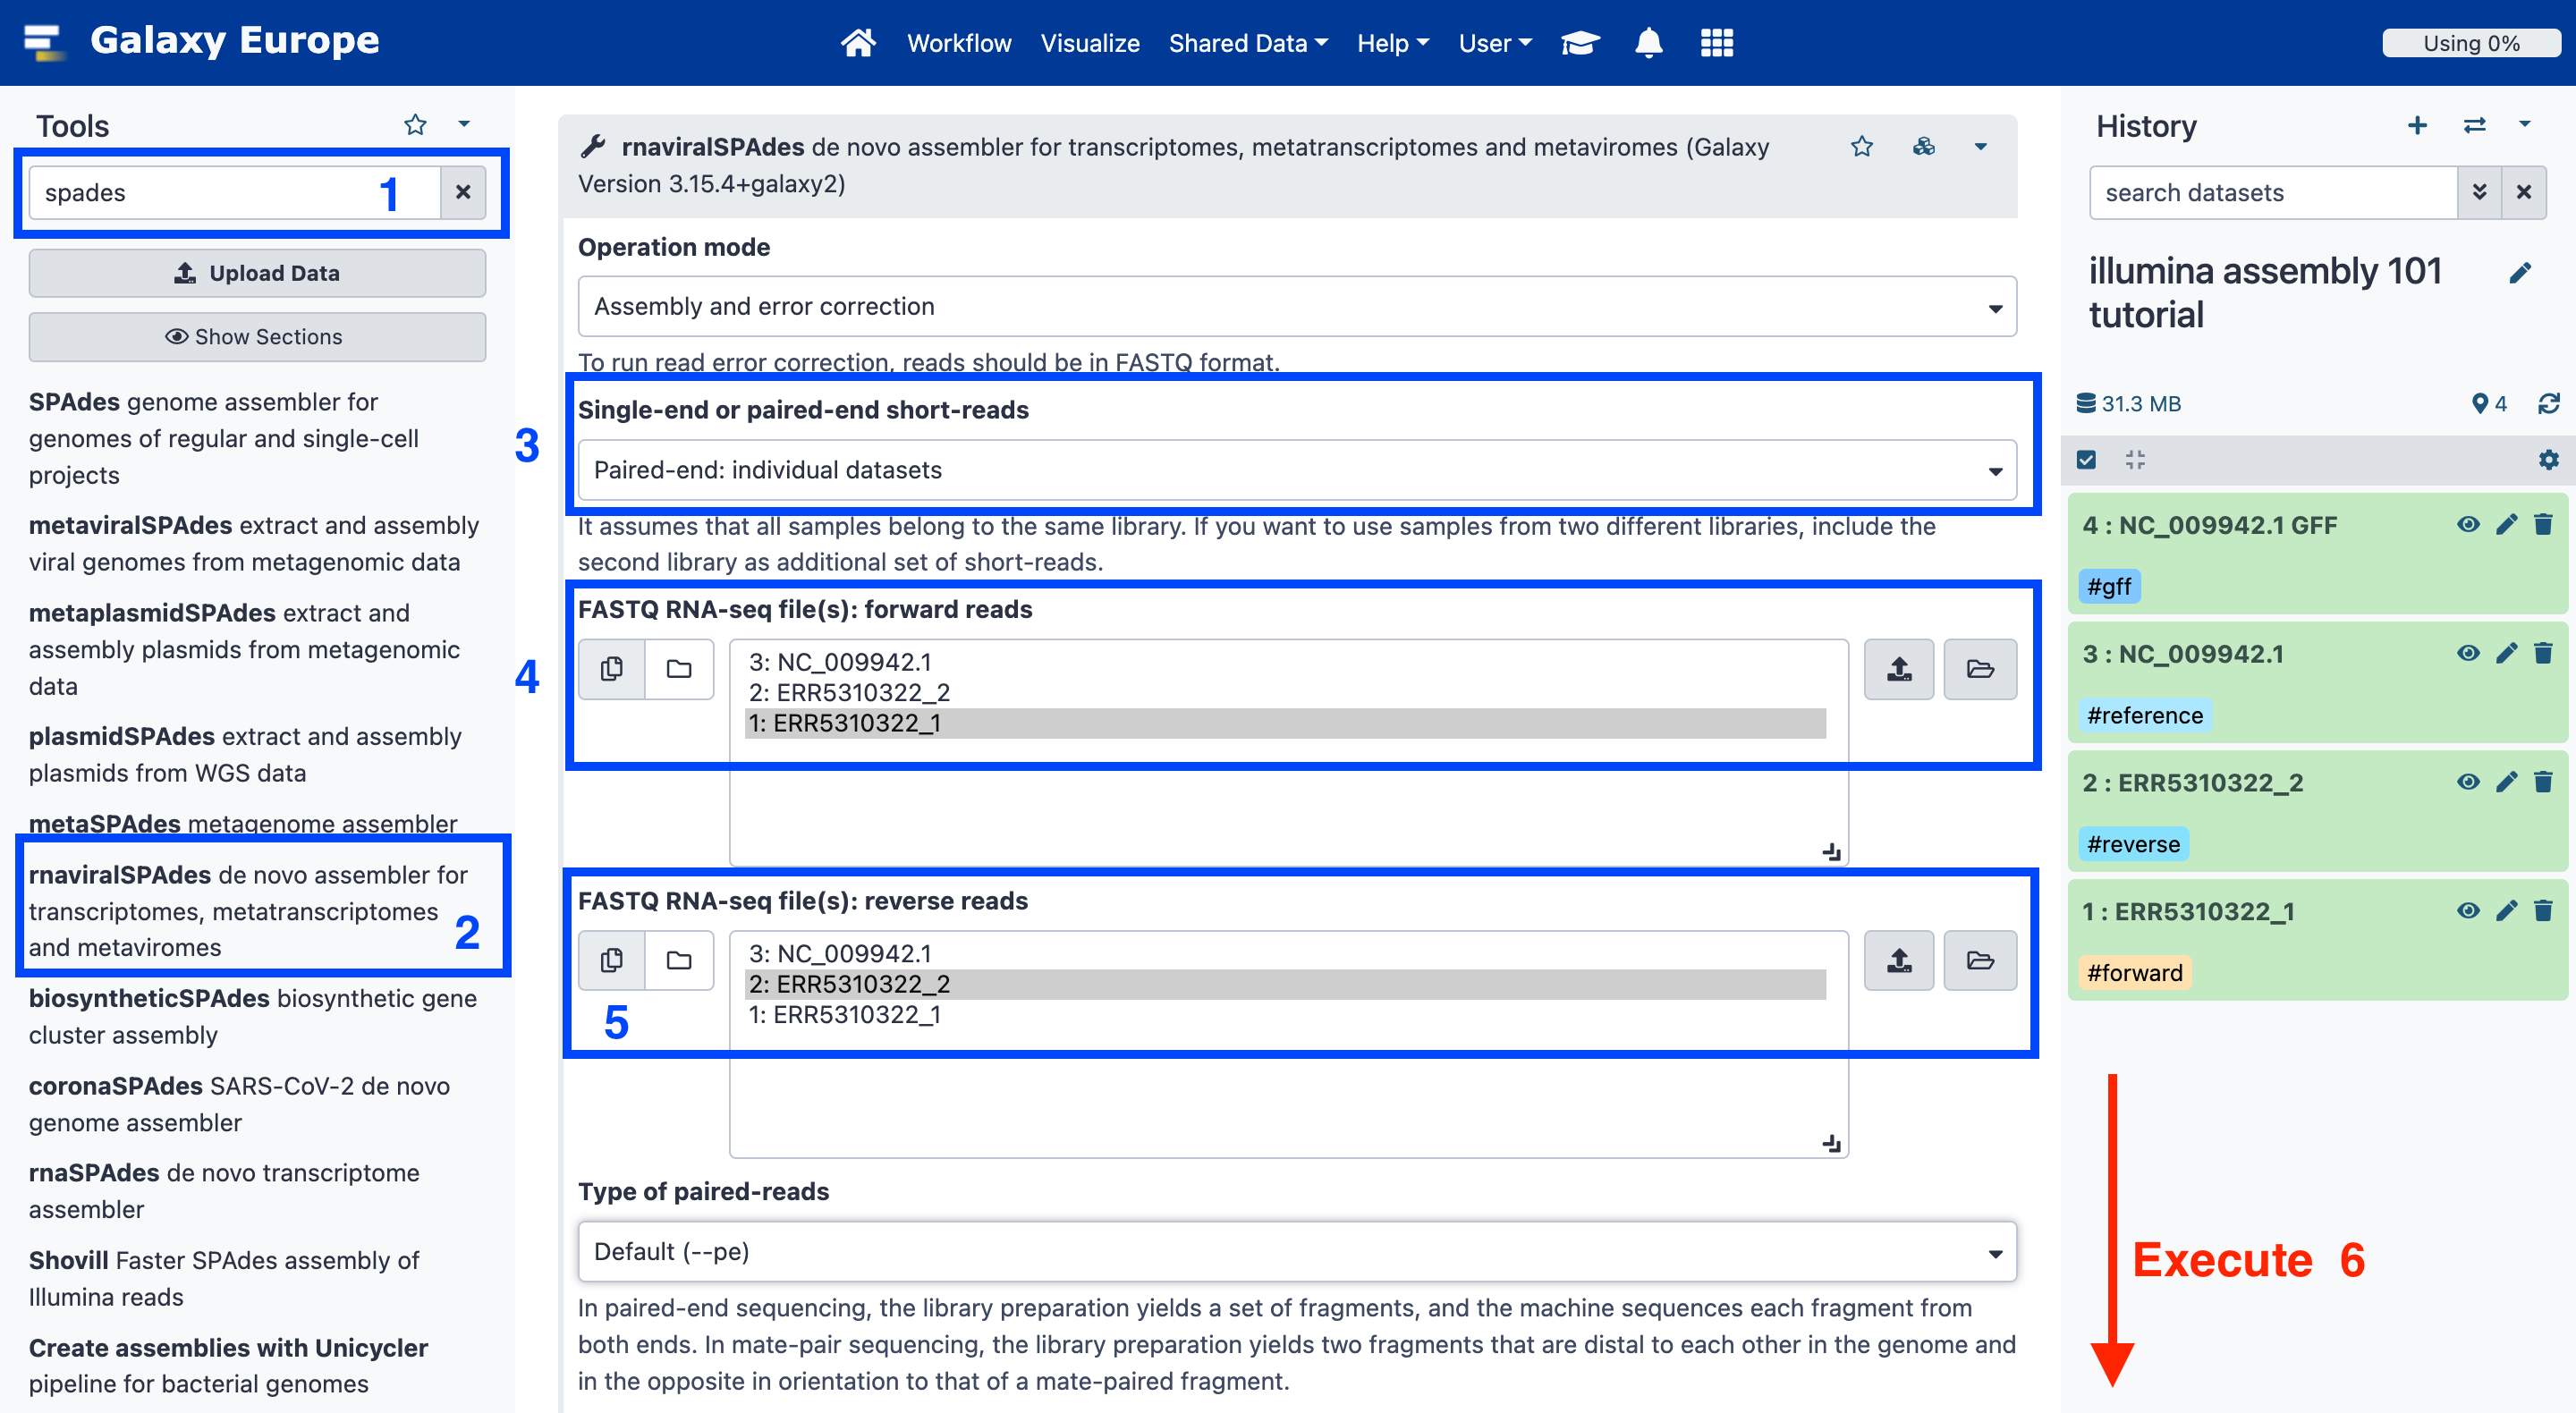 Galaxy Europe
Workflow
Visualize
Shared Data
Help
User
Using 0%
Tools
spades
1
Upload Data
Show Sections
SPAdes genome assembler for
genomes of regular and single-cell
projects
metaviralSPAdes extract and assembly
viral genomes from metagenomic data
metaplasmidSPAdes extract and
assembly plasmids from metagenomic
data
plasmidSPAdes extract and assembly
plasmids from WGS data
metaSPAdes metagenome assembler
rnaviralSPAdes de novo assembler for
transcriptomes, metatranscriptomes
and metaviromes
2
biosyntheticSPAdes biosynthetic gene
cluster assembly
coronaSPAdes SARS-CoV-2 de novo
genome assembler
rnaSPAdes de novo transcriptome
assembler
Shovill Faster SPAdes assembly of
Illumina reads
Create assemblies with Unicycler
pipeline for bacterial genomes
rnaviralSPAdes de novo assembler for transcriptomes, metatranscriptomes and metaviromes (Galaxy
Version 3.15.4+galaxy2)
Operation mode
Assembly and error correction
To run read error correction, reads should be in FASTQ format.
3
Single-end or paired-end short-reads
Paired-end: individual datasets
It assumes that all samples belong to the same library. If you want to use samples from two different libraries, include the
second library as additional set of short-reads.
4
FASTQ RNA-seq file(s): forward reads
3: NC_009942.1
2: ERR5310322_2
1: ERR5310322_1
FASTQ RNA-seq file(s): reverse reads
3: NC_009942.1
2: ERR5310322_2
1: ERR5310322_1
5
Type of paired-reads
Default (--pe)
In paired-end sequencing, the library preparation yields a set of fragments, and the machine sequences each fragment from
both ends. In mate-pair sequencing, the library preparation yields two fragments that are distal to each other in the genome and
in the opposite in orientation to that of a mate-paired fragment.
History
search datasets
illumina assembly 101
tutorial
31.3 MB
4
4 : NC_009942.1 GFF
#gff
3 : NC_009942.1
#reference
2 : ERR5310322_2
#reverse
1 : ERR5310322_1
#forward
Execute 6